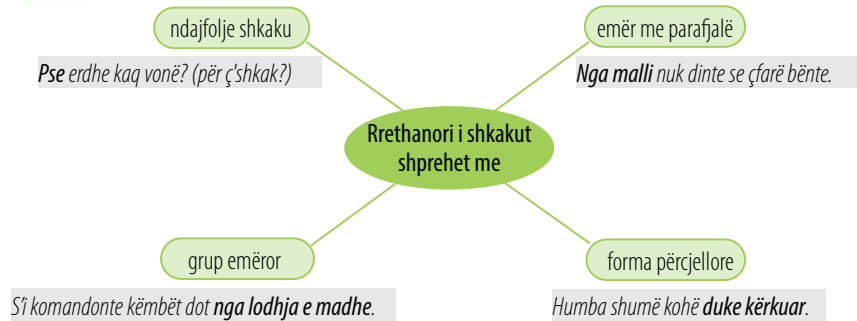 ndajfolje shkaku
emër me parafjalë
Pse erdhe kaq vonë? (për ç'shkak?)
Nga malli nuk dinte se çfarë bënte.
Rrethanori i shkakut
shprehet me
grup emëror
forma përcjellore
S'i komandonte këmbët dot nga lodhja e madhe.
Humba shumë kohë duke kërkuar.